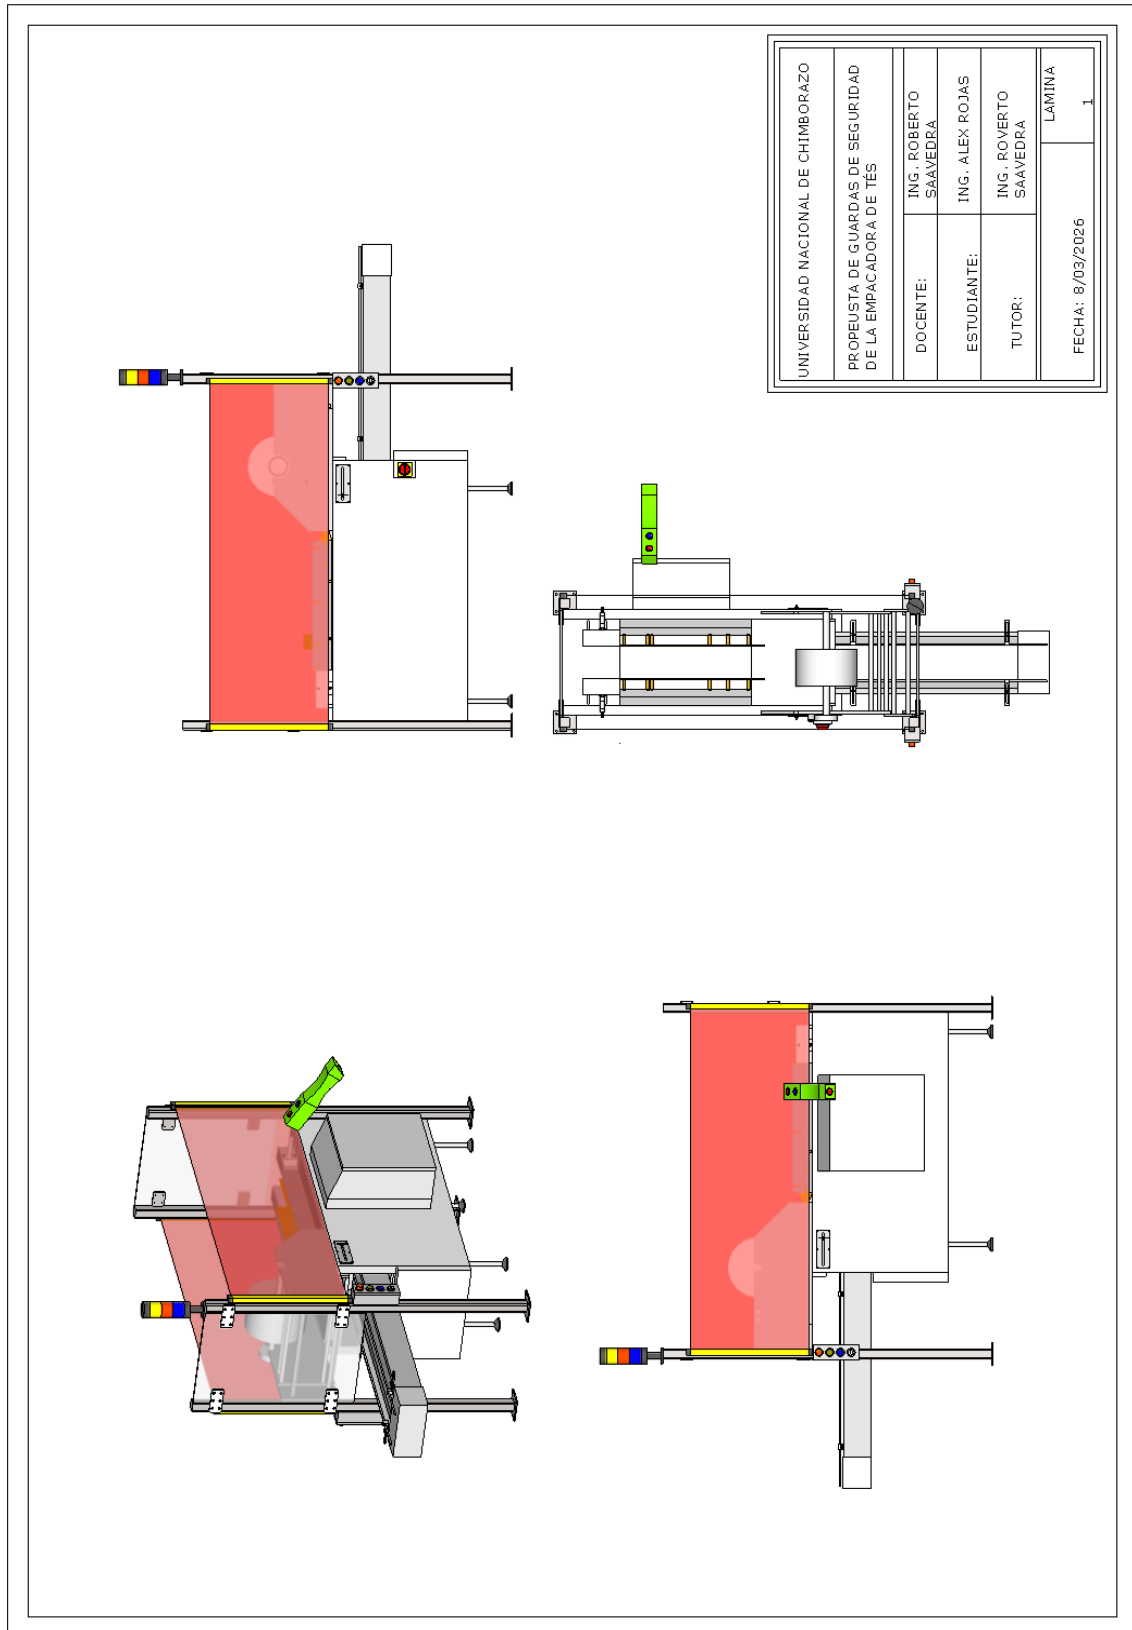 UNIVERSIDAD NACIONAL DE CHIMBORAZO
PROPEUSTA DE GUARDAS DE SEGURIDAD
DE LA EMPACADORA DE TÉS
DOCENTE:
ING. ROBERTO
SAAVEDRA
ESTUDIANTE:
ING. ALEX ROJAS
TUTOR:
ING. ROVERTO
SAAVEDRA
FECHA: 8/03/2026
LAMINA
1